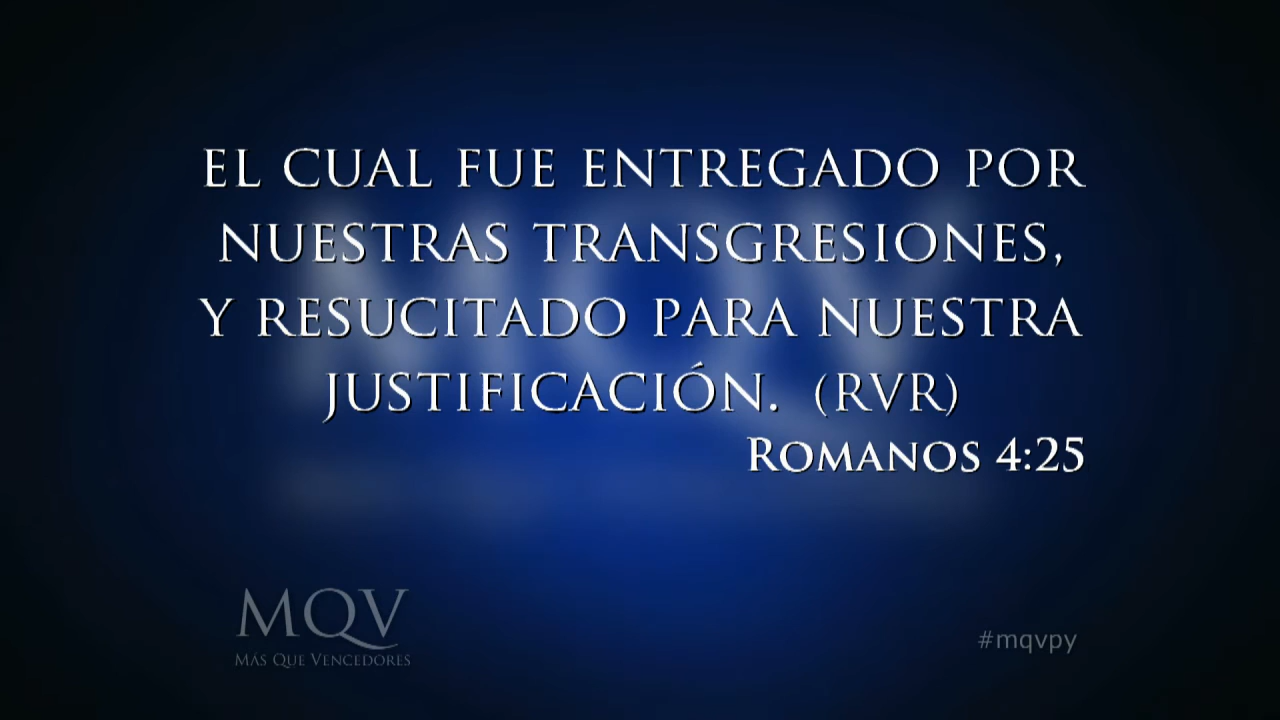 EL CUAL FUE ENTREGADO POR
NUESTRAS TRANSGRESIONES,
Y RESUCITADO PARA NUESTRA
JUSTIFICACIÓN. (RVR)
ROMANOS 4:25
MQV
MÁS QUE VENCEDORES
#mqvpy